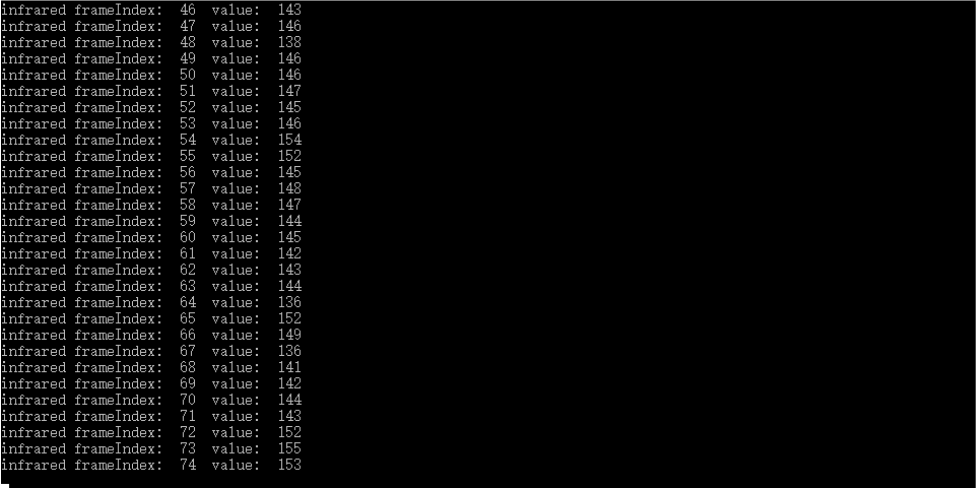 infrared frameIndex:  46  value:  143
infrared frameIndex:  47  value:  146
infrared frameIndex:  48  value:  138
infrared frameIndex:  49  value:  146
infrared frameIndex:  50  value:  146
infrared frameIndex:  51  value:  147
infrared frameIndex:  52  value:  145
infrared frameIndex:  53  value:  146
infrared frameIndex:  54  value:  154
infrared frameIndex:  55  value:  152
infrared frameIndex:  56  value:  145
infrared frameIndex:  57  value:  148
infrared frameIndex:  58  value:  147
infrared frameIndex:  59  value:  144
infrared frameIndex:  60  value:  145
infrared frameIndex:  61  value:  142
infrared frameIndex:  62  value:  143
infrared frameIndex:  63  value:  144
infrared frameIndex:  64  value:  136
infrared frameIndex:  65  value:  152
infrared frameIndex:  66  value:  149
infrared frameIndex:  67  value:  136
infrared frameIndex:  68  value:  141
infrared frameIndex:  69  value:  142
infrared frameIndex:  70  value:  144
infrared frameIndex:  71  value:  143
infrared frameIndex:  72  value:  152
infrared frameIndex:  73  value:  155
infrared frameIndex:  74  value:  153